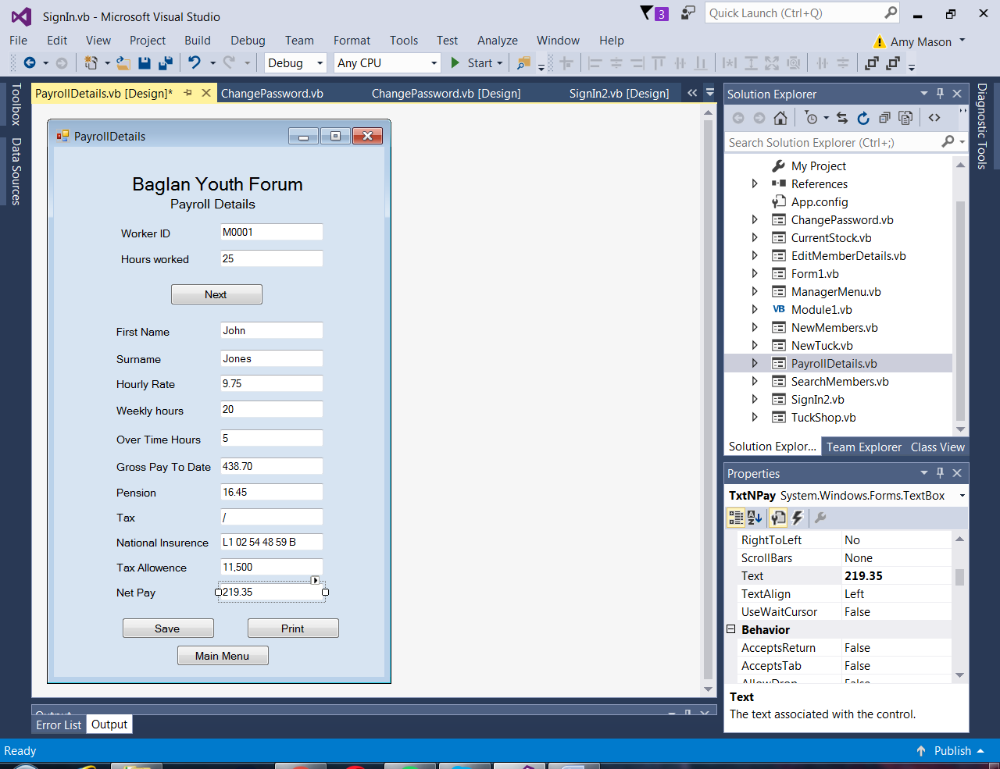 SignIn.vb - Microsoft Visual Studio
3
Quick Launch (Ctrl+Q)
File Edit View Project Build Debug Team Format Tools Test Analyze Window Help
Amy Mason
Debug Any CPU Start
Toolbox
Data Sources
PayrollDetails.vb [Design]* ChangePassword.vb ChangePassword.vb [Design] SignIn2.vb [Design]
PayrollDetails
Baglan Youth Forum
Payroll Details
Worker ID M0001
Hours worked 25
Next
First Name John
Surname Jones
Hourly Rate 9.75
Weekly hours 20
Over Time Hours 5
Gross Pay To Date 438.70
Pension 16.45
Tax /
National Insurence L1 02 54 48 59 B
Tax Allowence 11,500
Net Pay 219.35
Save Print
Main Menu
Solution Explorer
Search Solution Explorer (Ctrl+;)
My Project
References
App.config
ChangePassword.vb
CurrentStock.vb
EditMemberDetails.vb
Form1.vb
ManagerMenu.vb
VB Module1.vb
NewMembers.vb
NewTuck.vb
PayrollDetails.vb
SearchMembers.vb
SignIn2.vb
TuckShop.vb
Solution Explor... Team Explorer Class View
Diagnostic Tools
Properties
TxtNPay System.Windows.Forms.TextBox
RightToLeft No
ScrollBars None
Text 219.35
TextAlign Left
UseWaitCursor False
Behavior
AcceptsReturn False
AcceptsTab False
AllowDrop False
Text
The text associated with the control.
Output
Error List Output
Ready
Publish